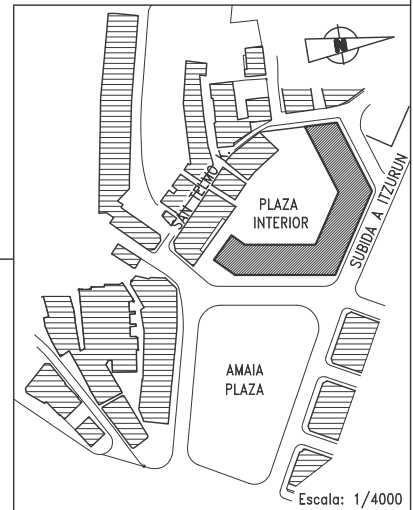 N
SAN TELMO K.
PLAZA
INTERIOR
SUBIDA A ITZURUN
AMAIA
PLAZA
Escala: 1/4000